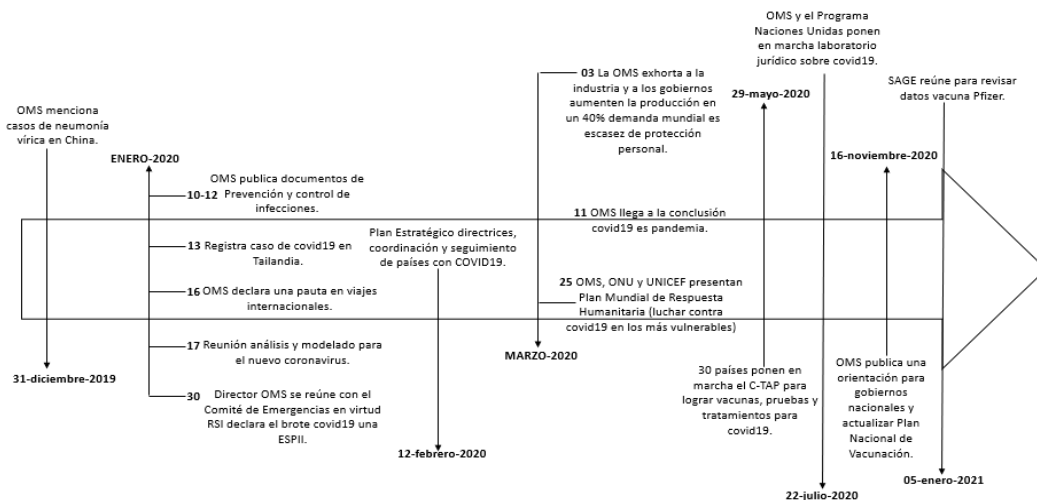 OMS menciona
casos de neumonía
vírica en China.
31-diciembre-2019
ENERO-2020
10-12 OMS publica documentos de
Prevención y control de
infecciones.
13 Registra caso de covid19 en
Tailandia.
16 OMS declara una pauta en viajes
internacionales.
17 Reunión análisis y modelado para
el nuevo coronavirus.
30 Director OMS se reúne con el
Comité de Emergencias en virtud
RSI declara el brote covid19 una
ESPII.
Plan Estratégico directrices,
coordinación y seguimiento
de países con COVID19.
12-febrero-2020
03 La OMS exhorta a la
industria y a los gobiernos
aumenten la producción en
un 40% demanda mundial es
escasez de protección
personal.
11 OMS llega a la conclusión
covid19 es pandemia.
25 OMS, ONU y UNICEF presentan
Plan Mundial de Respuesta
Humanitaria (luchar contra
covid19 en los más vulnerables)
MARZO-2020
29-mayo-2020
30 países ponen en
marcha el C-TAP para
lograr vacunas, pruebas y
tratamientos para
covid19.
OMS y el Programa
Naciones Unidas ponen
en marcha laboratorio
jurídico sobre covid19.
22-julio-2020
16-noviembre-2020
OMS publica una
orientación para
gobiernos
nacionales y
actualizar Plan
Nacional de
Vacunación.
SAGE reúne para revisar
datos vacuna Pfizer.
05-enero-2021